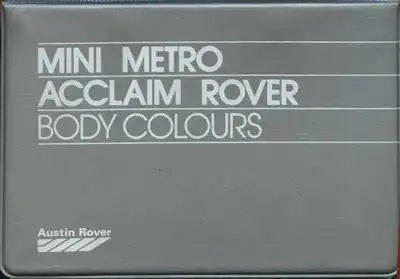 MINI METRO
ACCLAIM ROVER
BODY COLOURS
Austin Rover